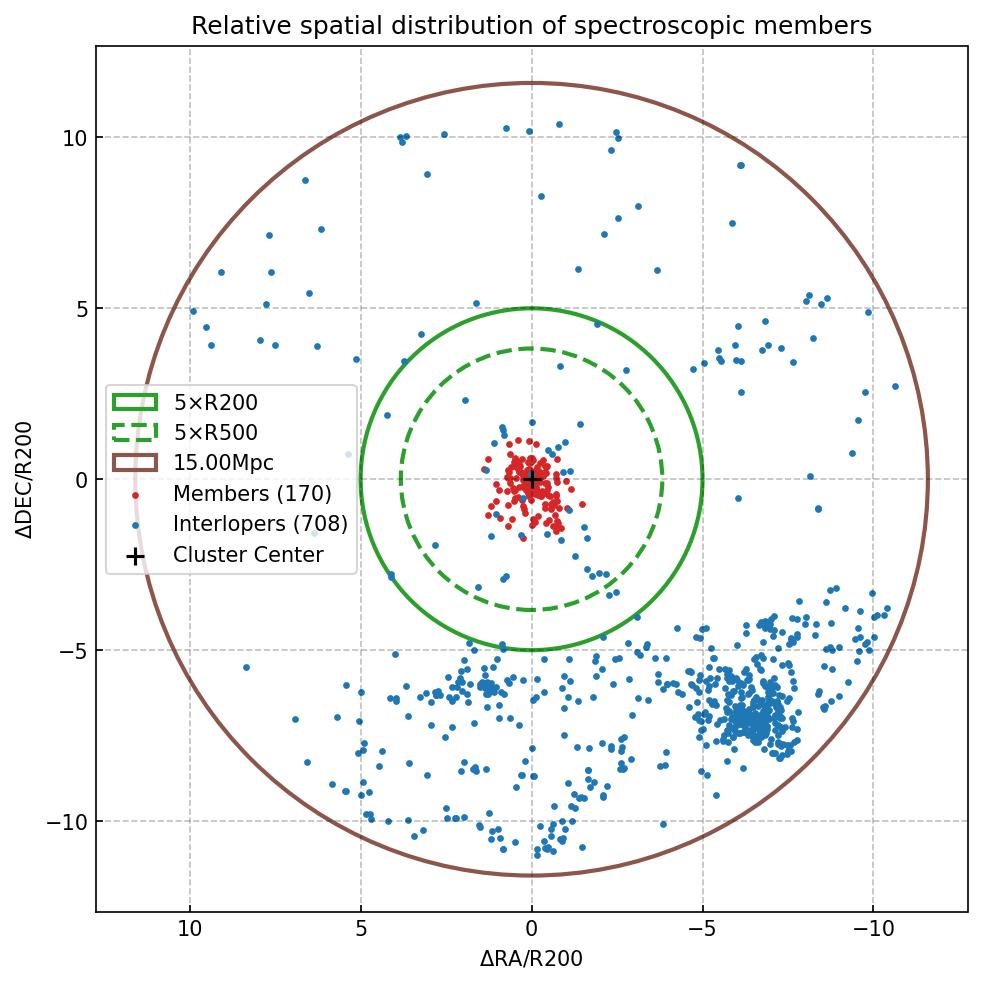 Relative spatial distribution of spectroscopic members
10
5
0
−5
−10
ΔDEC/R200
5×R200
5×R500
15.00Mpc
Members (170)
Interlopers (708)
Cluster Center
10
5
0
−5
−10
ΔRA/R200